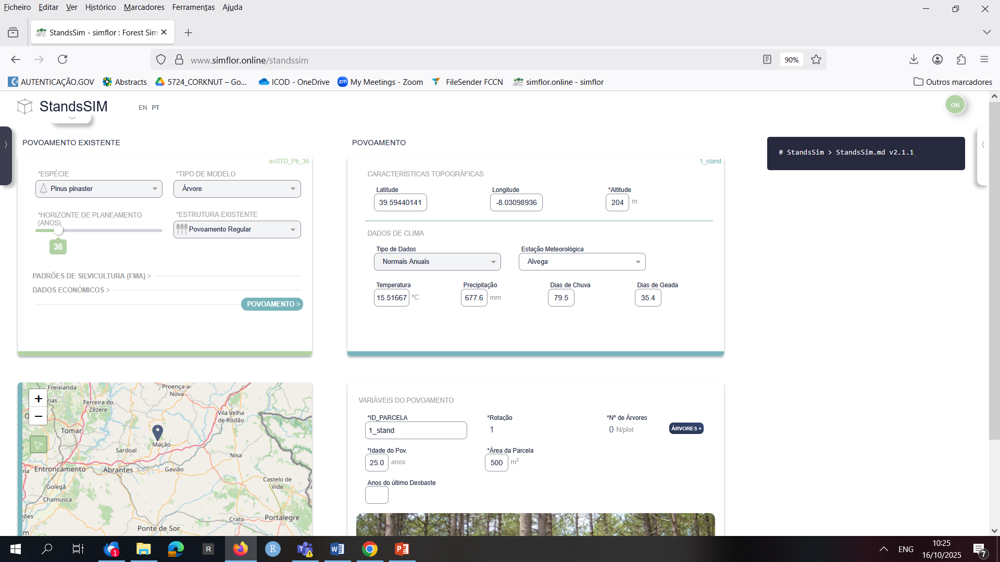 Ficheiro Editar Ver Histórico Marcadores Ferramentas Ajuda
StandsSim - simflor : Forest Sim
www.simflor.online/standssim
90%
AUTENTICAÇÃO.GOV Abstracts 5724_CORKNUT – Go... ICOD - OneDrive zm My Meetings - Zoom FileSender FCCN simflor.online - simflor Outros marcadores
StandsSIM EN PT
ON
POVOAMENTO EXISTENTE
exSTD_Pb_36
*ESPÉCIE
*TIPO DE MODELO
Pinus pinaster
Árvore
*HORIZONTE DE PLANEAMENTO
(ANOS)
*ESTRUTURA EXISTENTE
Povoamento Regular
36
PADRÕES DE SILVICULTURA (FMA) >
DADOS ECONÓMICOS >
POVOAMENTO >
POVOAMENTO
1_stand
CARACTERÍSTICAS TOPOGRÁFICAS
Latitude Longitude *Altitude
39.59440141 -8.03098936 204 m
DADOS DE CLIMA
Tipo de Dados Estação Meteorológica
Normais Anuais Alvega
Temperatura Precipitação Dias de Chuva Dias de Geada
15.51667 ºC 677.6 mm 79.5 35.4
# StandsSim > StandsSim.md v2.1.1_
+
−
Freixianda
Proença-a-
Nova
rias
Ferreira do
Zêzere
Vila Velha
de Ródão
Tomar
Mação
Sardoal
Nisa
na
Entroncamento
Abrantes
Gavião
Castelo de
Vide
Golegã
Chamusca
Crato
Portalegre
Ponte de Sor
VARIÁVEIS DO POVOAMENTO
*ID_PARCELA *Rotação *Nº de Árvores
1_stand 1 0 N/plot ÁRVORES +
*Idade do Pov. *Área da Parcela
25.0 anos 500 m²
Anos do último Desbaste
1
R
R
ENG
10:25
16/10/2025
7